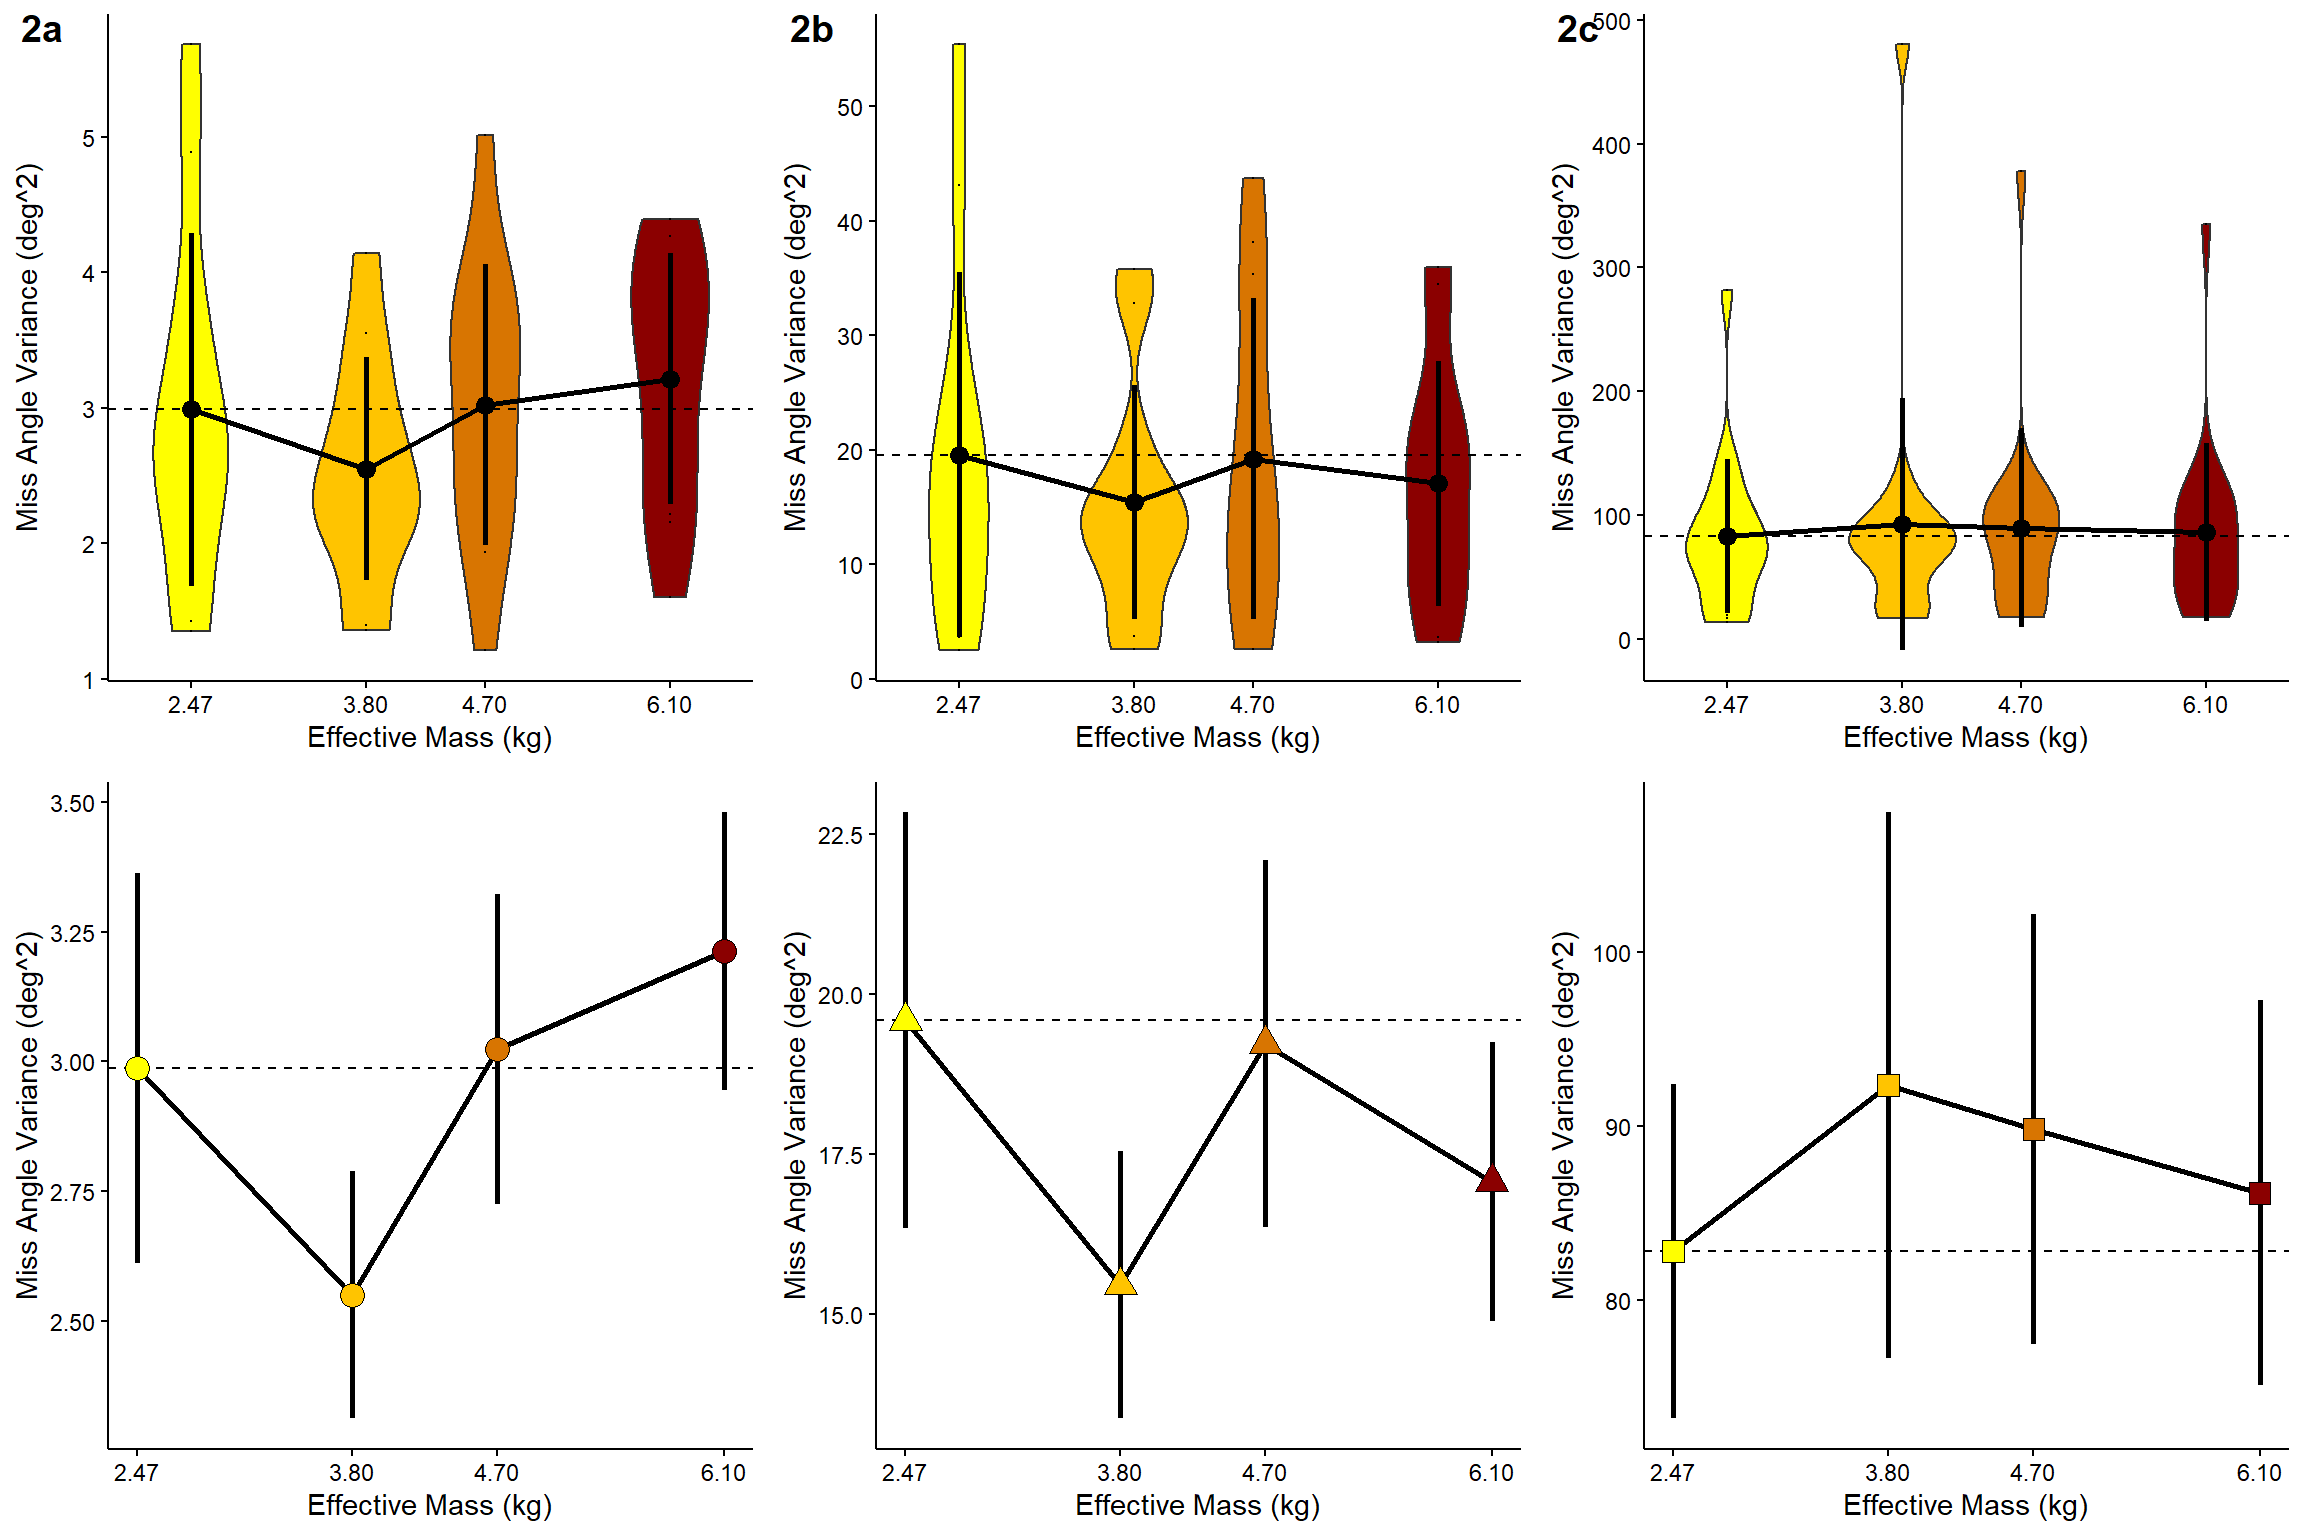 2a
5
4
3
2
1
Miss Angle Variance (deg^2)
2.47 3.80 4.70 6.10
Effective Mass (kg)
2b
50
40
30
20
10
0
Miss Angle Variance (deg^2)
2.47 3.80 4.70 6.10
Effective Mass (kg)
2c
500
400
300
200
100
0
Miss Angle Variance (deg^2)
2.47 3.80 4.70 6.10
Effective Mass (kg)
3.50
3.25
3.00
2.75
2.50
Miss Angle Variance (deg^2)
2.47 3.80 4.70 6.10
Effective Mass (kg)
22.5
20.0
17.5
15.0
Miss Angle Variance (deg^2)
2.47 3.80 4.70 6.10
Effective Mass (kg)
100
90
80
Miss Angle Variance (deg^2)
2.47 3.80 4.70 6.10
Effective Mass (kg)